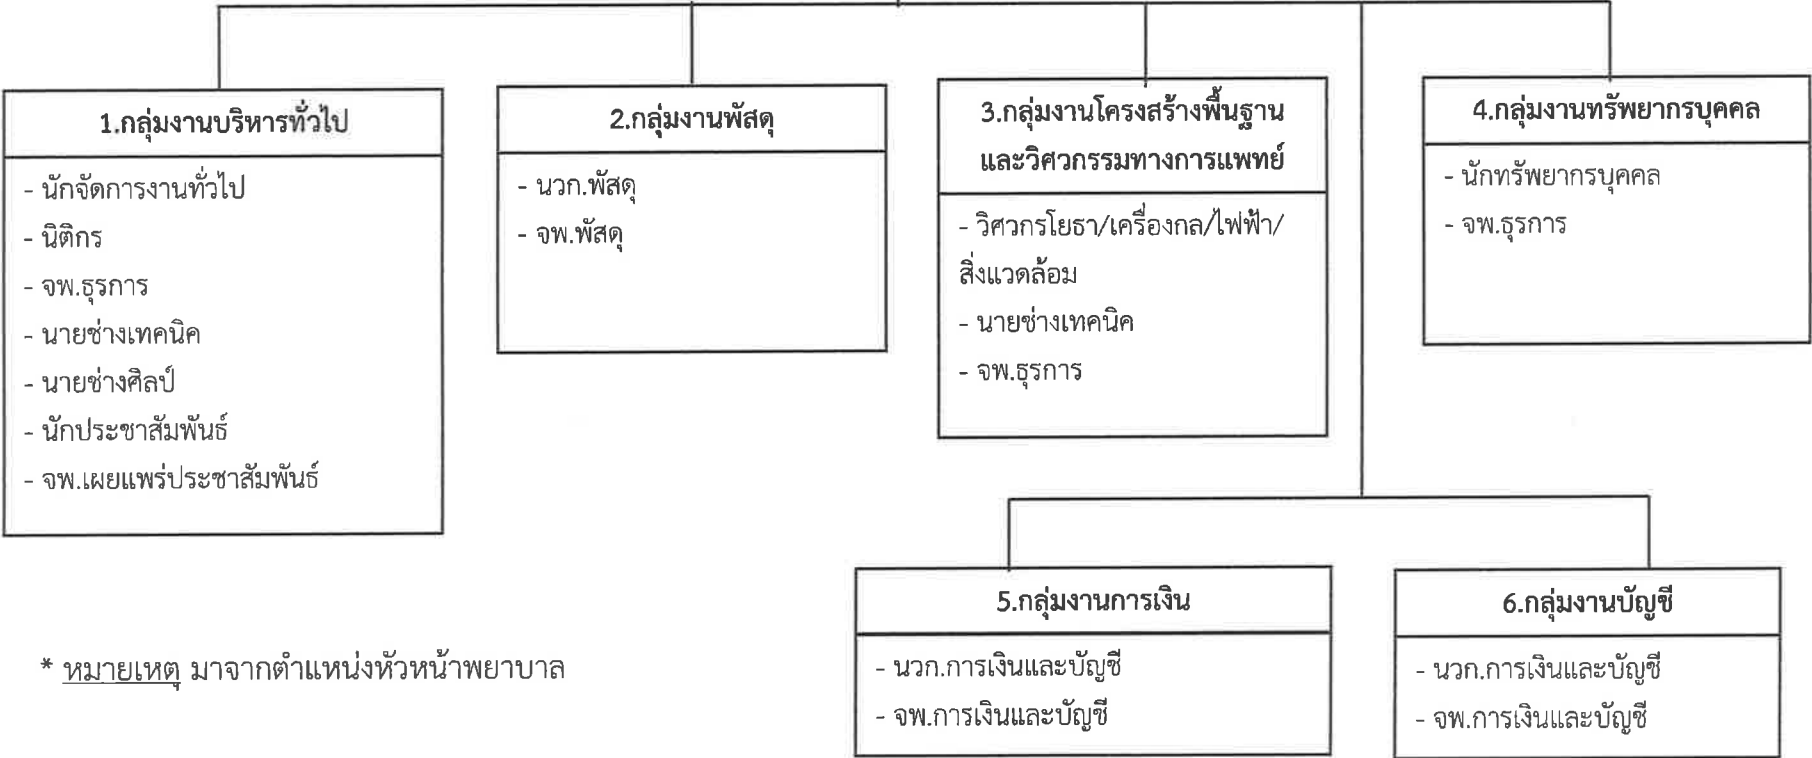 1.กลุ่มงานบริหารทั่วไป
- นักจัดการงานทั่วไป
- นิติกร
- จพ.ธุรการ
- นายช่างเทคนิค
- นายช่างศิลป์
- นักประชาสัมพันธ์
- จพ.เผยแพร่ประชาสัมพันธ์
2.กลุ่มงานพัสดุ
- นวก.พัสดุ
- จพ.พัสดุ
3.กลุ่มงานโครงสร้างพื้นฐาน
และวิศวกรรมทางการแพทย์
- วิศวกรโยธา/เครื่องกล/ไฟฟ้า/
สิ่งแวดล้อม
- นายช่างเทคนิค
- จพ.ธุรการ
4.กลุ่มงานทรัพยากรบุคคล
- นักทรัพยากรบุคคล
- จพ.ธุรการ
5.กลุ่มงานการเงิน
- นวก.การเงินและบัญชี
- จพ.การเงินและบัญชี
6.กลุ่มงานบัญชี
- นวก.การเงินและบัญชี
- จพ.การเงินและบัญชี
* หมายเหตุ มาจากตำแหน่งหัวหน้าพยาบาล